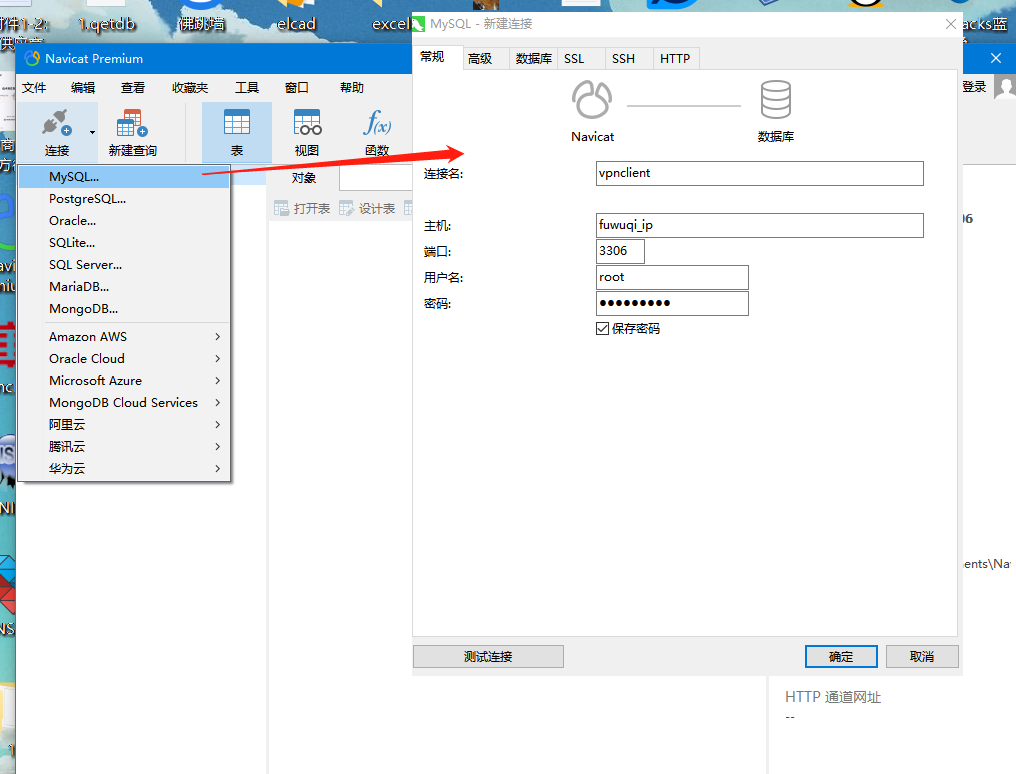 件1-2:
1.qetdb
佛跳墙
elcad
excel
acks蓝
Navicat Premium
文件 编辑 查看 收藏夹 工具 窗口 帮助
登录
连接 新建查询 表 视图 函数
MySQL...
PostgreSQL...
Oracle...
SQLite...
SQL Server...
MariaDB...
MongoDB...
Amazon AWS
Oracle Cloud
Microsoft Azure
MongoDB Cloud Services
阿里云
腾讯云
华为云
对象
打开表 设计表
MySQL - 新建连接
常规 高级 数据库 SSL SSH HTTP
Navicat
数据库
连接名: vpnclient
主机: fuwuqi_ip
端口: 3306
用户名: root
密码: ●●●●●●●●●
保存密码
测试连接 确定 取消
06
ents\Na
HTTP 通道网址
--